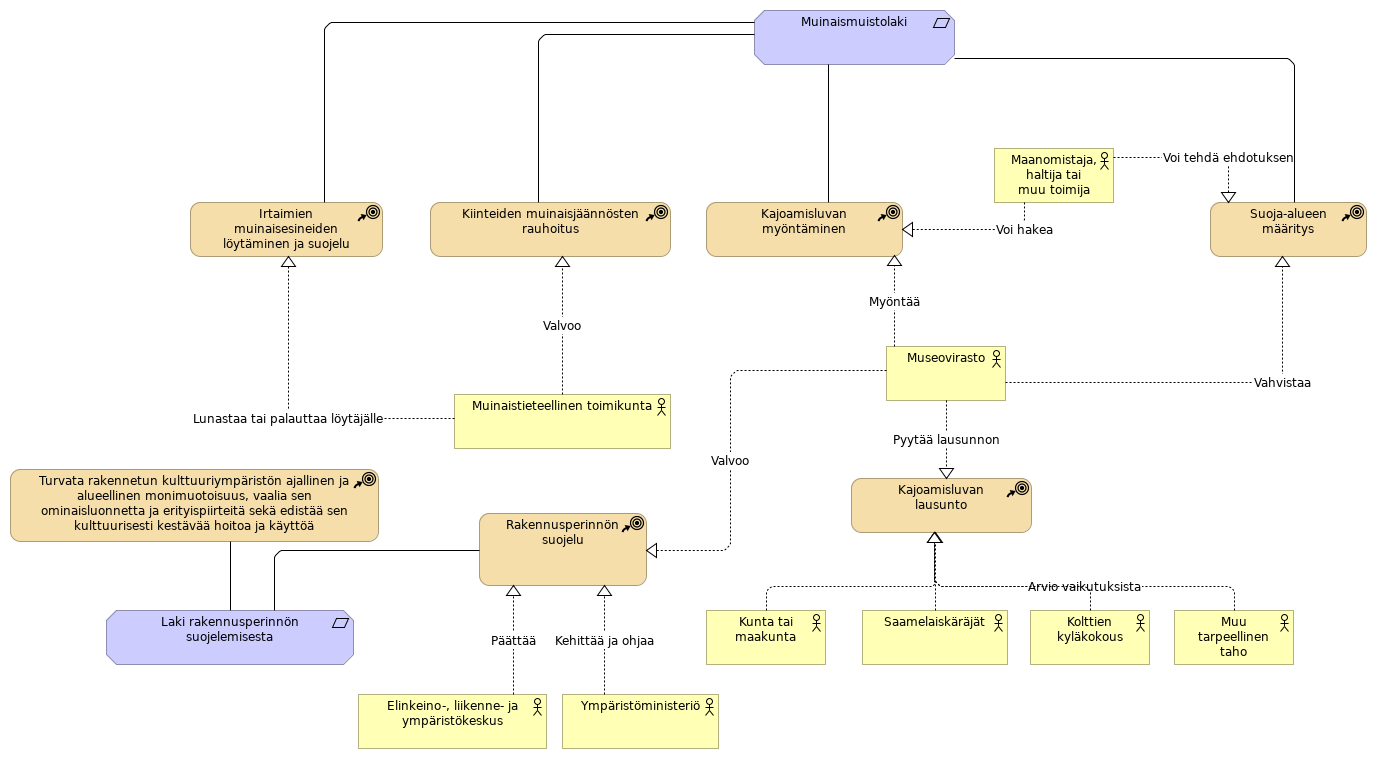 Muinaismuistolaki
Maanomistaja,
haltija tai
muu toimija
Voi tehdä ehdotuksen
Irtaimien
muinaisesineiden
löytäminen ja suojelu
Kiinteiden muinaisjäännösten
rauhoitus
Kajoamisluvan
myöntäminen
Voi hakea
Suoja-alueen
määritys
Myöntää
Valvoo
Museovirasto
Vahvistaa
Muinaistieteellinen toimikunta
Lunastaa tai palauttaa löytäjälle
Pyytää lausunnon
Valvoo
Turvata rakennetun kulttuuriympäristön ajallinen ja
alueellinen monimuotoisuus, vaalia sen
ominaisluonnetta ja erityispiirteitä sekä edistää sen
kulttuurisesti kestävää hoitoa ja käyttöä
Kajoamisluvan
lausunto
Rakennusperinnön
suojelu
Arvio vaikutuksista
Laki rakennusperinnön
suojelemisesta
Kunta tai
maakunta
Saamelaiskäräjät
Kolttien
kyläkokous
Muu
tarpeellinen
taho
Päättää
Kehittää ja ohjaa
Elinkeino-, liikenne- ja
ympäristökeskus
Ympäristöministeriö